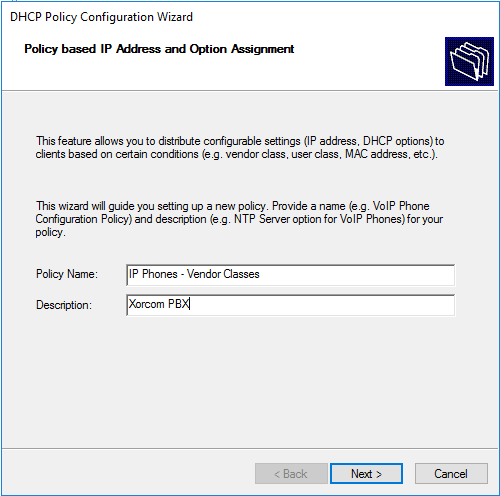 DHCP Policy Configuration Wizard
Policy based IP Address and Option Assignment
This feature allows you to distribute configurable settings (IP address, DHCP options) to
clients based on certain conditions (e.g. vendor class, user class, MAC address, etc.).
This wizard will guide you setting up a new policy. Provide a name (e.g. VoIP Phone
Configuration Policy) and description (e.g. NTP Server option for VoIP Phones) for your
policy.
Policy Name: IP Phones - Vendor Classes
Description: Xorcom PBX
< Back Next > Cancel